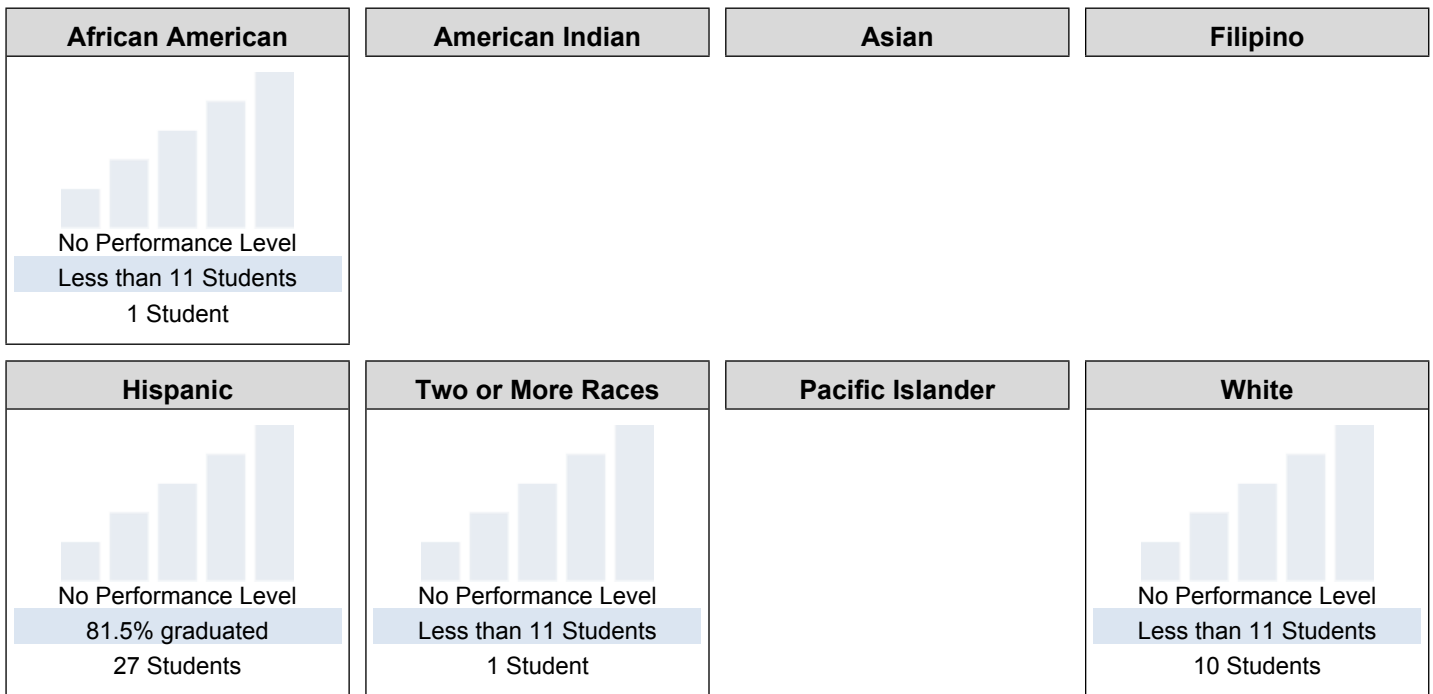 African American
American Indian
Asian
Filipino
No Performance Level
Less than 11 Students
1 Student
Hispanic
Two or More Races
Pacific Islander
White
No Performance Level
81.5% graduated
27 Students
No Performance Level
Less than 11 Students
1 Student
No Performance Level
Less than 11 Students
10 Students